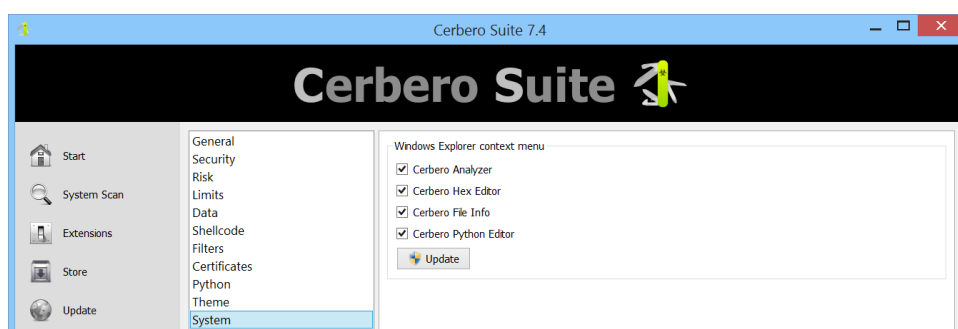 Cerbero Suite 7.4
Cerbero Suite
Start
System Scan
Extensions
Store
Update
General
Security
Risk
Limits
Data
Shellcode
Filters
Certificates
Python
Theme
System
Windows Explorer context menu
Cerbero Analyzer
Cerbero Hex Editor
Cerbero File Info
Cerbero Python Editor
Update